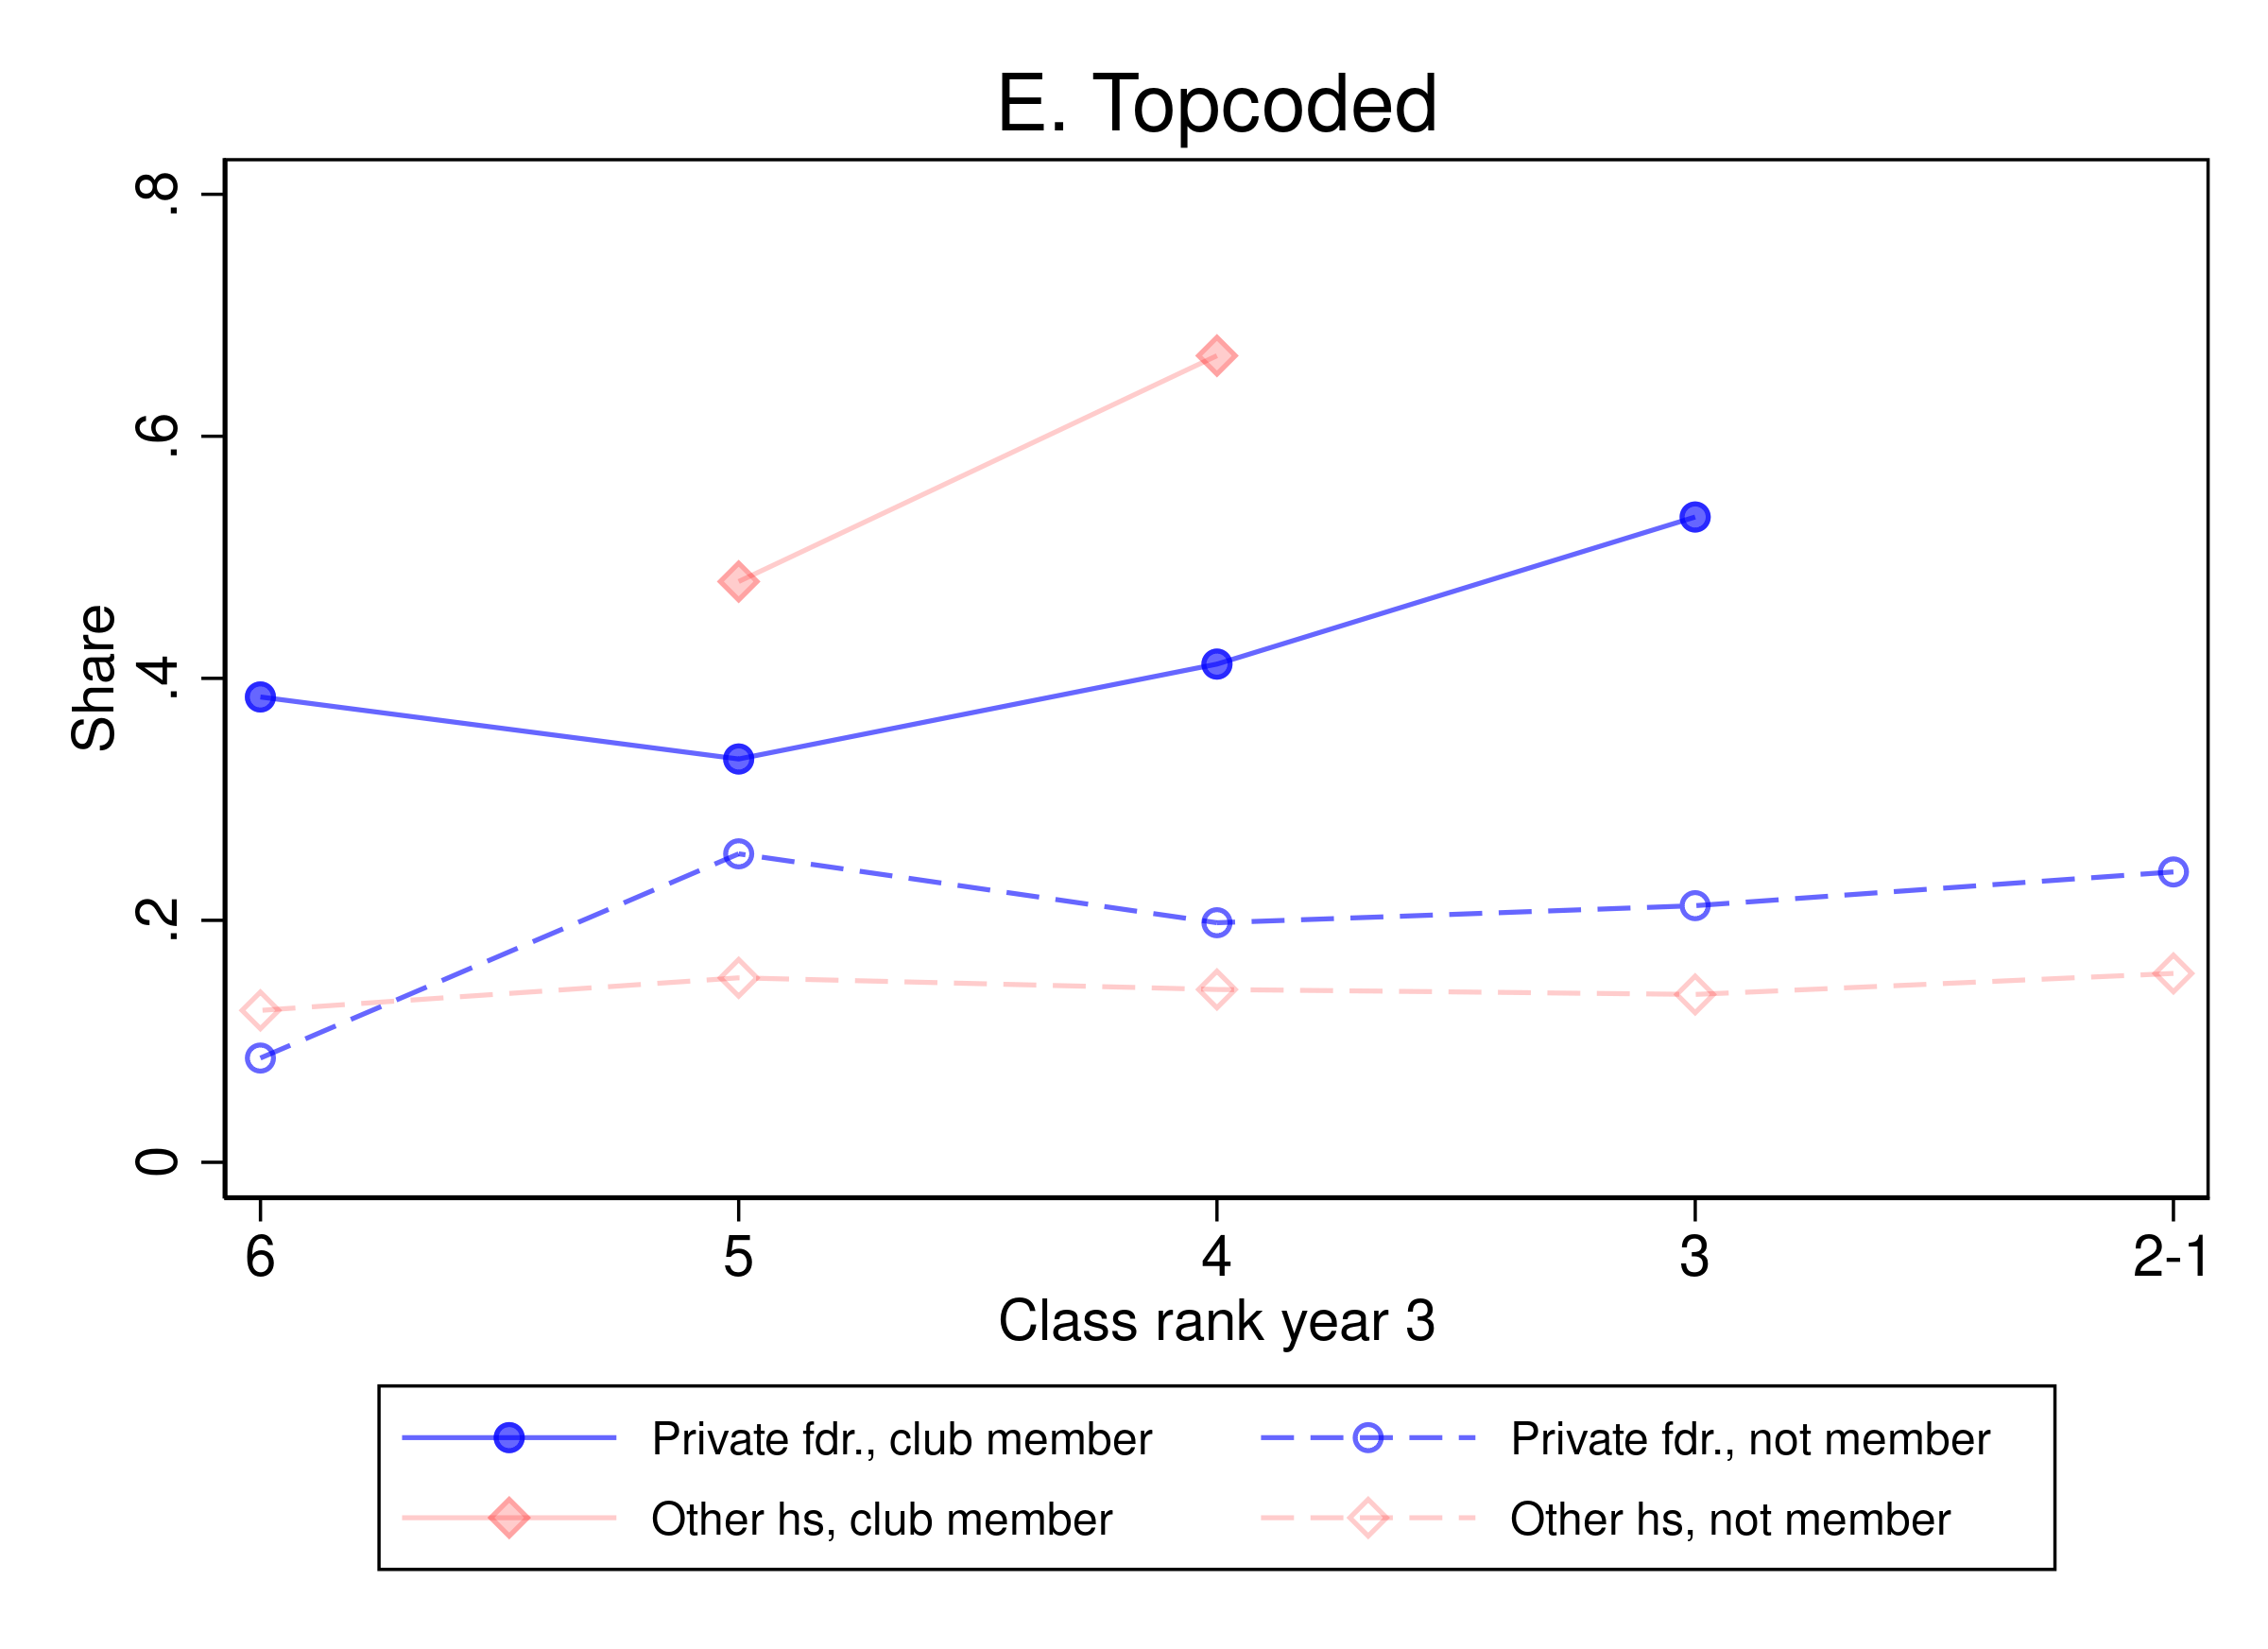 E. Topcoded
.8
.6
.4
.2
0
Share
6 5 4 3 2-1
Class rank year 3
Private fdr., club member
Private fdr., not member
Other hs, club member
Other hs, not member